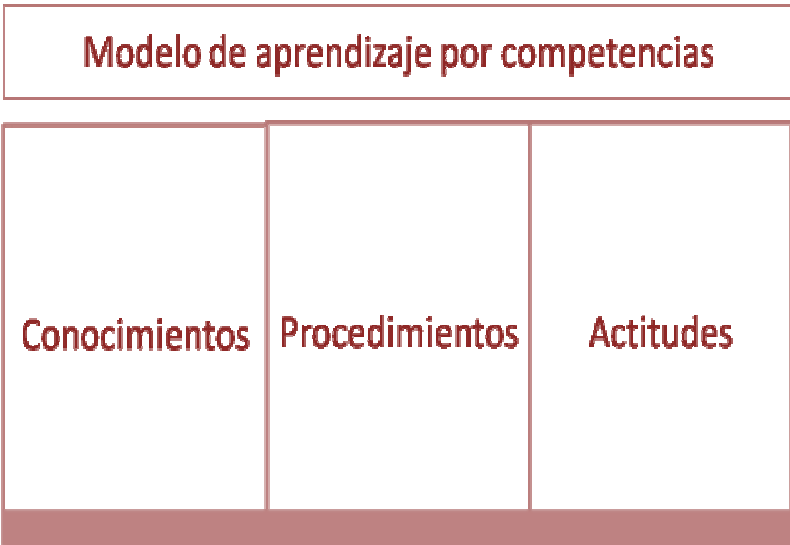 Modelo de aprendizaje por competencias
Conocimientos
Procedimientos
Actitudes